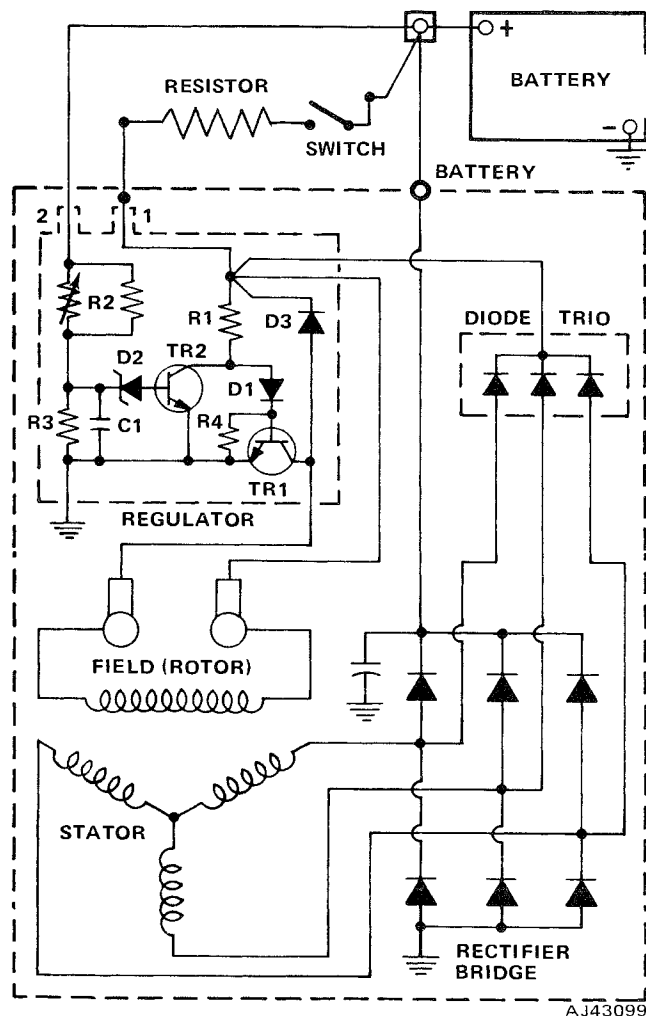 +
RESISTOR
BATTERY
-
SWITCH
BATTERY
2
1
R2
R1
D3
DIODE TRIO
D2
TR2
D1
R3
C1
R4
TR1
REGULATOR
FIELD (ROTOR)
STATOR
RECTIFIER
BRIDGE
AJ43099